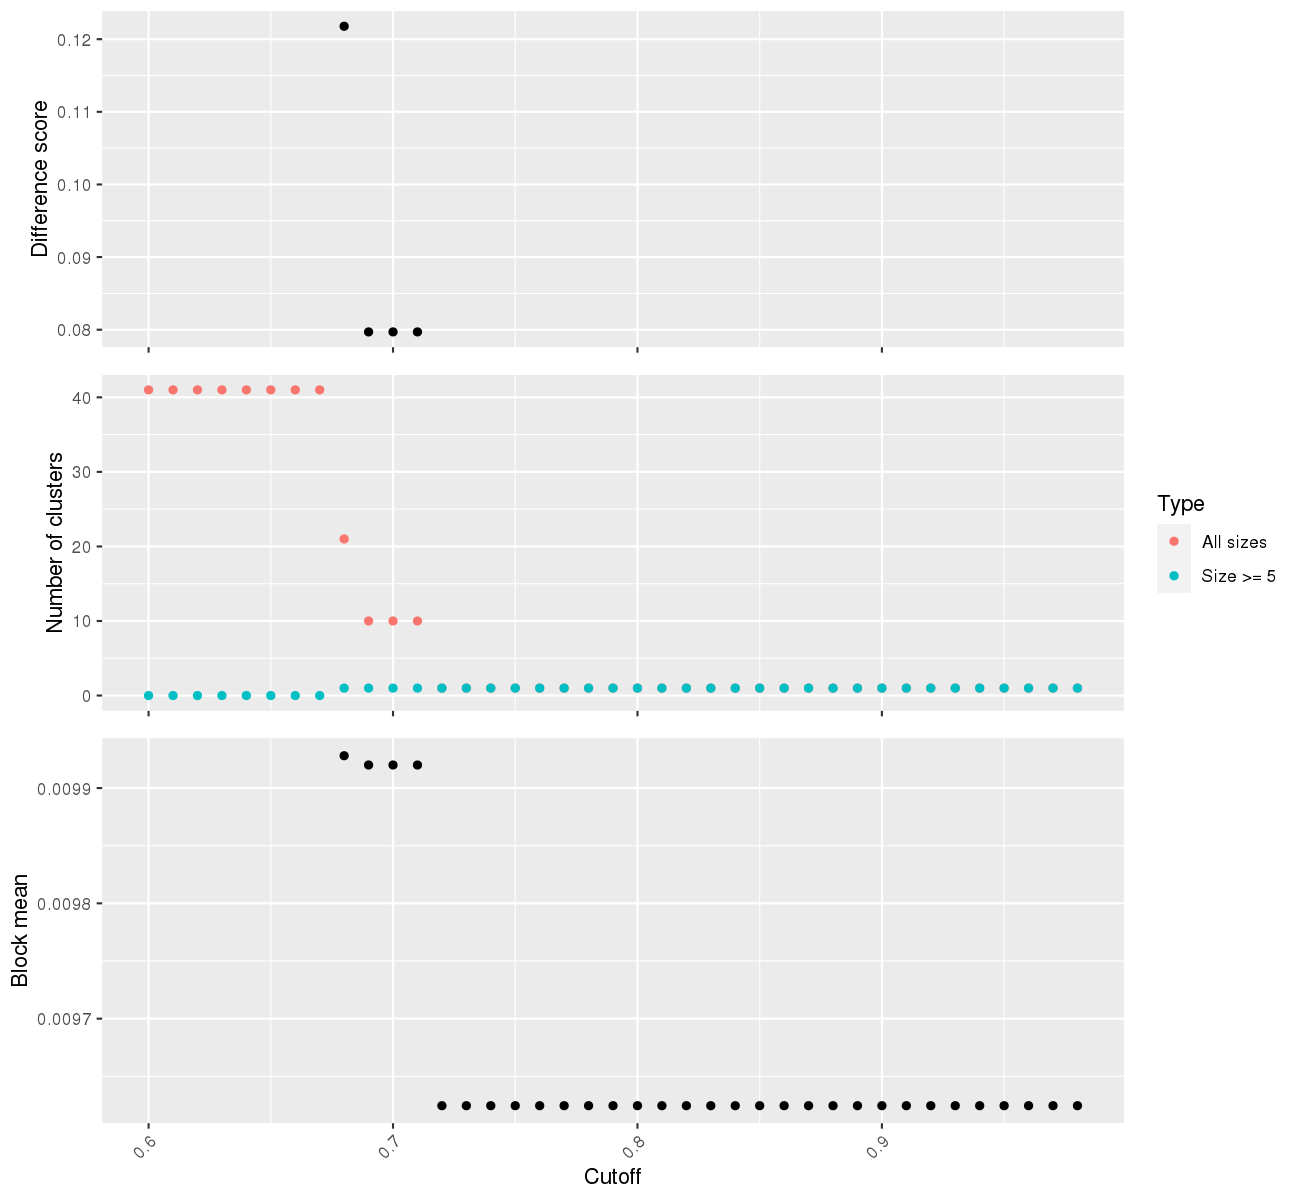 Difference score
0.12
0.11
0.10
0.09
0.08
Number of clusters
40
30
20
10
0
Block mean
0.0099
0.0098
0.0097
0.6
0.7
0.8
0.9
Cutoff
Type
All sizes
Size >= 5